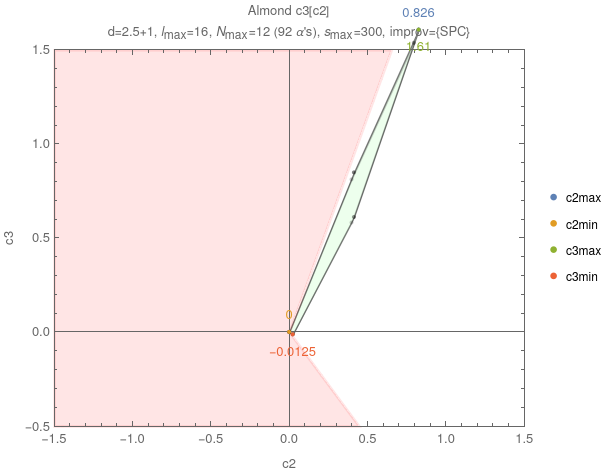 Almond c3[c2]
0.826
d=2.5+1, lmax=16, Nmax=12 (92 α's), smax=300, improv={SPC}
1.61
1.5
1.0
0.5
0.0
-0.5
c3
0
−0.0125
−1.5 −1.0 −0.5 0.0 0.5 1.0 1.5
c2
c2max
c2min
c3max
c3min